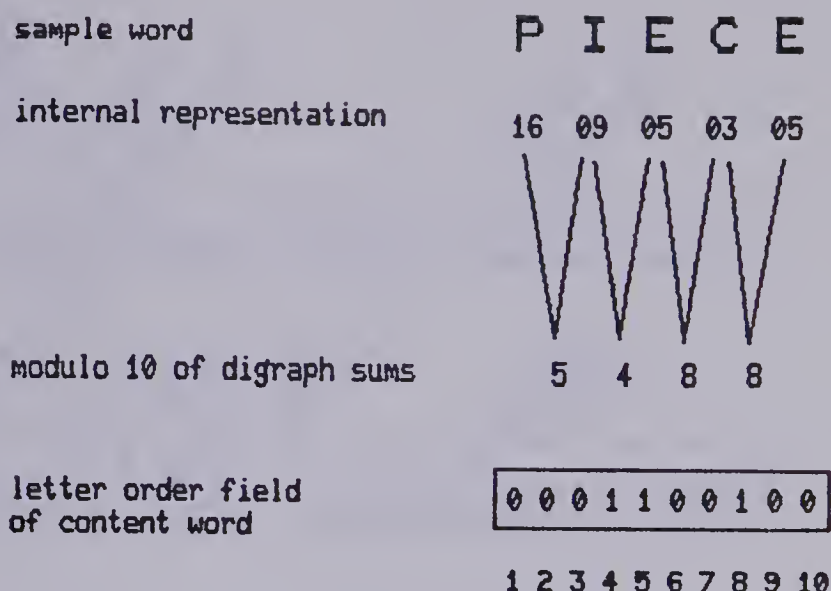 sample word P I E C E
internal representation 16 09 05 03 05
modulo 10 of digraph sums 5 4 8 8
letter order field
of content word
0 0 0 1 1 0 0 1 0 0
1 2 3 4 5 6 7 8 9 10